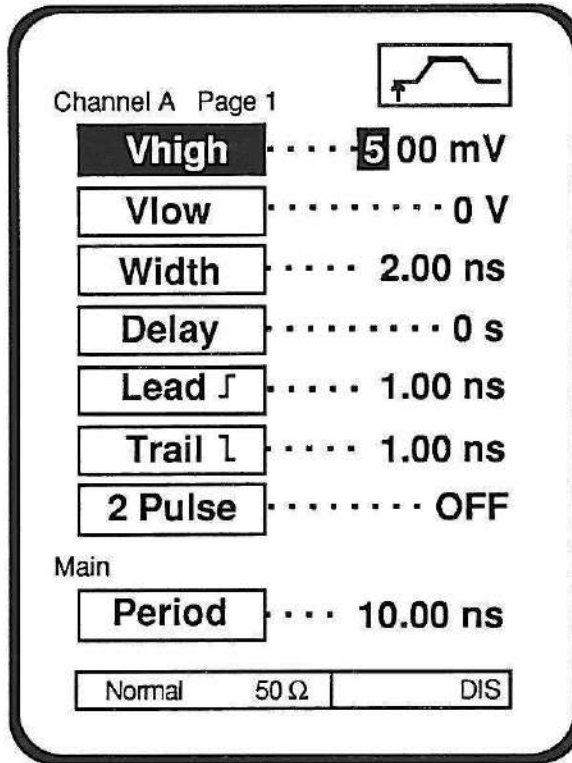 Channel A Page 1
Vhigh ····· 500 mV
Vlow ········· 0 V
Width ····· 2.00 ns
Delay ········· 0 s
Lead ····· 1.00 ns
Trail ····· 1.00 ns
2 Pulse ········ OFF
Main
Period ···· 10.00 ns
Normal 50 Ω DIS